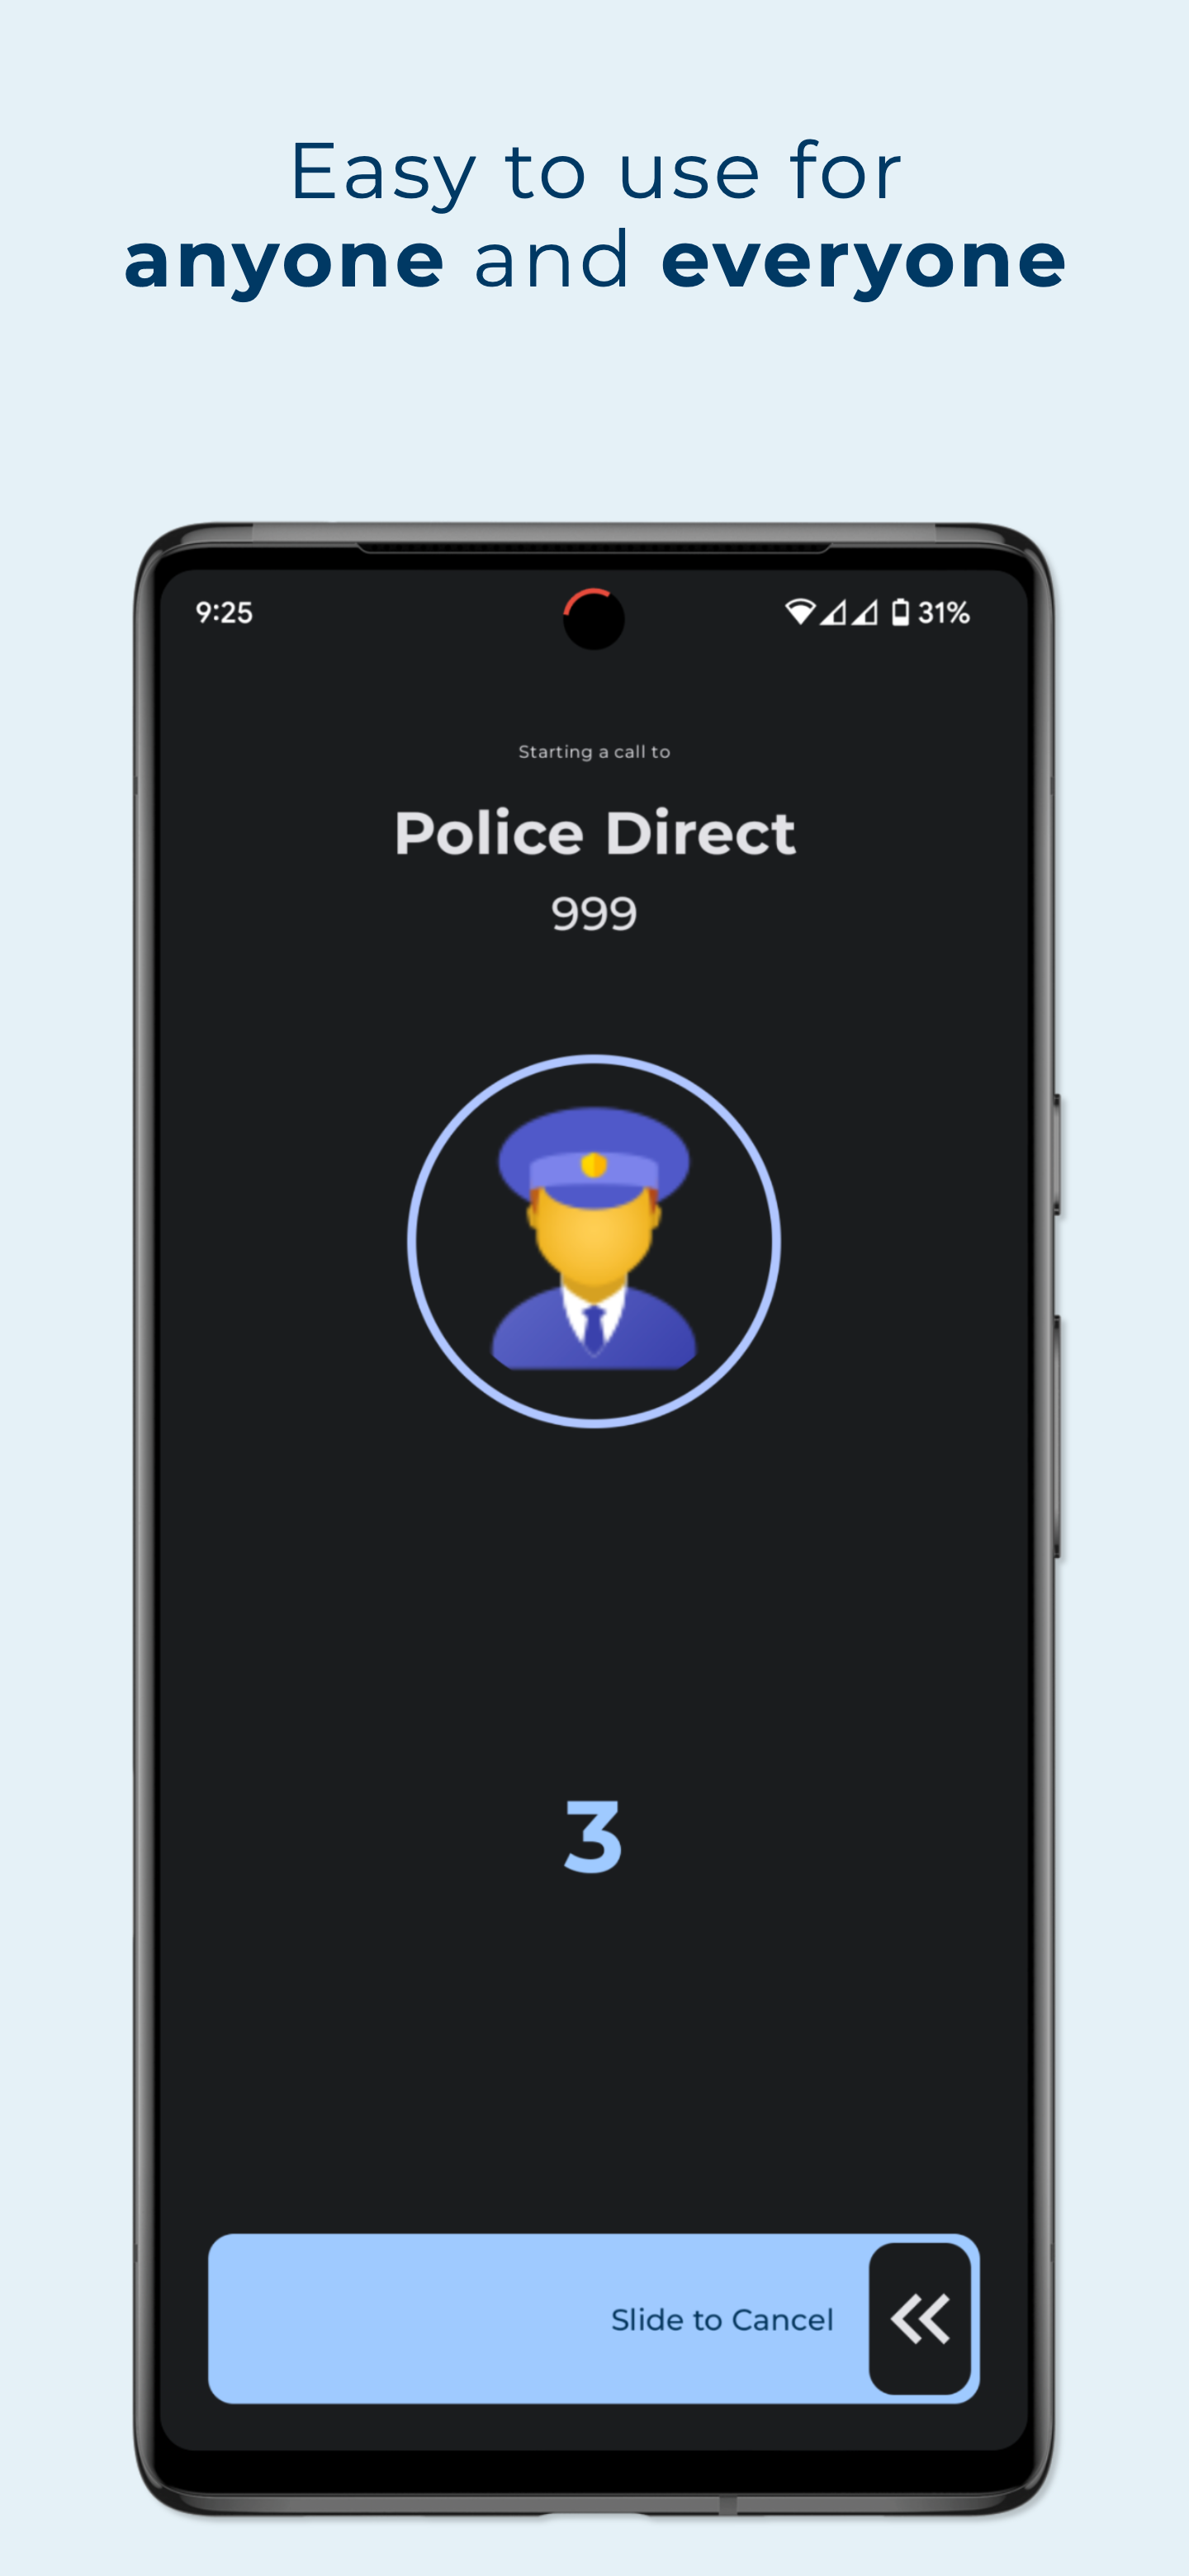 Easy to use for
anyone and everyone
9:25
31%
Starting a call to
Police Direct
999
3
Slide to Cancel